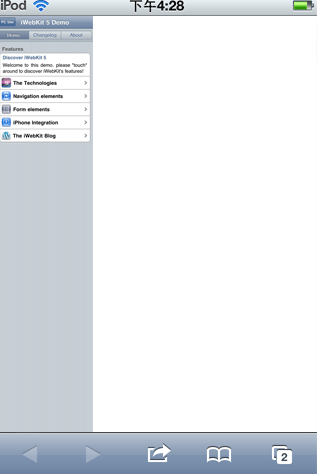 iPod 下午4:28
PC Site iWebKit 5 Demo
Home Changelog About
Features
Discover iWebKit 5
Welcome to this demo. please "touch"
around to discover iWebKit's features!
The Technologies
Navigation elements
Form elements
iPhone Integration
The iWebKit Blog
2